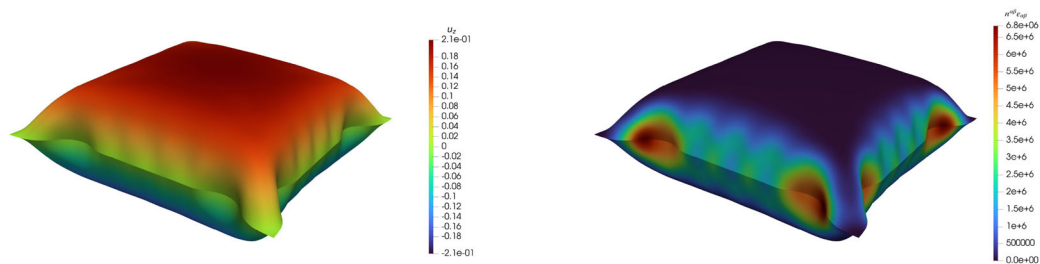 u_z
2.1e-01
0.18
0.16
0.14
0.12
0.1
0.08
0.06
0.04
0.02
0
-0.02
-0.04
-0.06
-0.08
-0.1
-0.12
-0.14
-0.16
-0.18
-2.1e-01
n^{αβ}e_{αβ}
6.8e+06
6.5e+6
6e+6
5.5e+6
5e+6
4.5e+6
4e+6
3.5e+6
3e+6
2.5e+6
2e+6
1.5e+6
1e+6
500000
0.0e+00